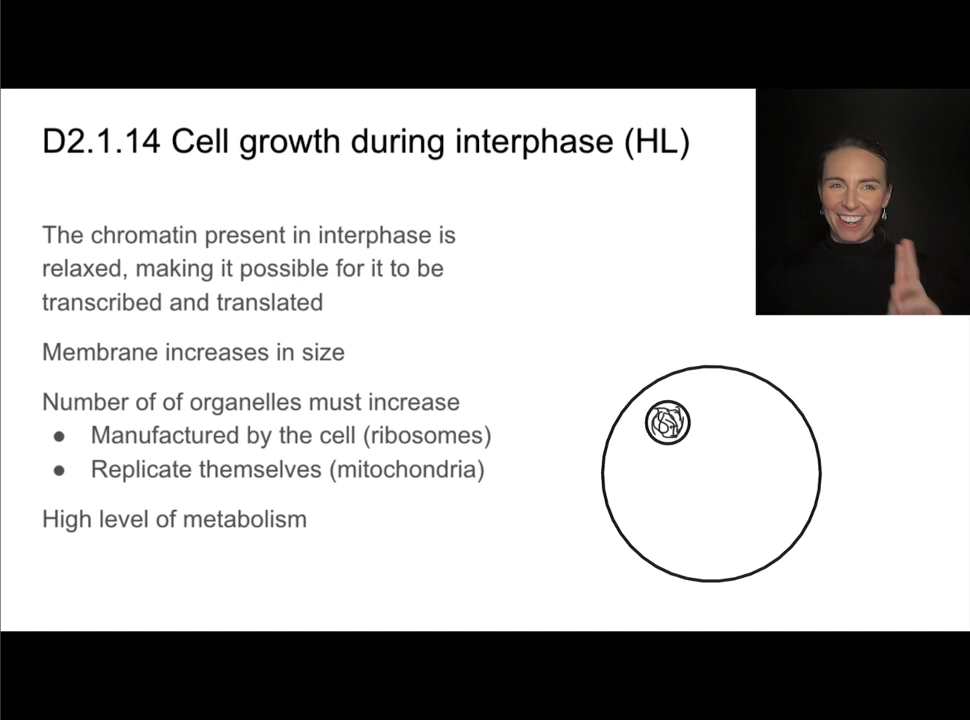 D2.1.14 Cell growth during interphase (HL)
The chromatin present in interphase is
relaxed, making it possible for it to be
transcribed and translated
Membrane increases in size
Number of of organelles must increase
● Manufactured by the cell (ribosomes)
● Replicate themselves (mitochondria)
High level of metabolism